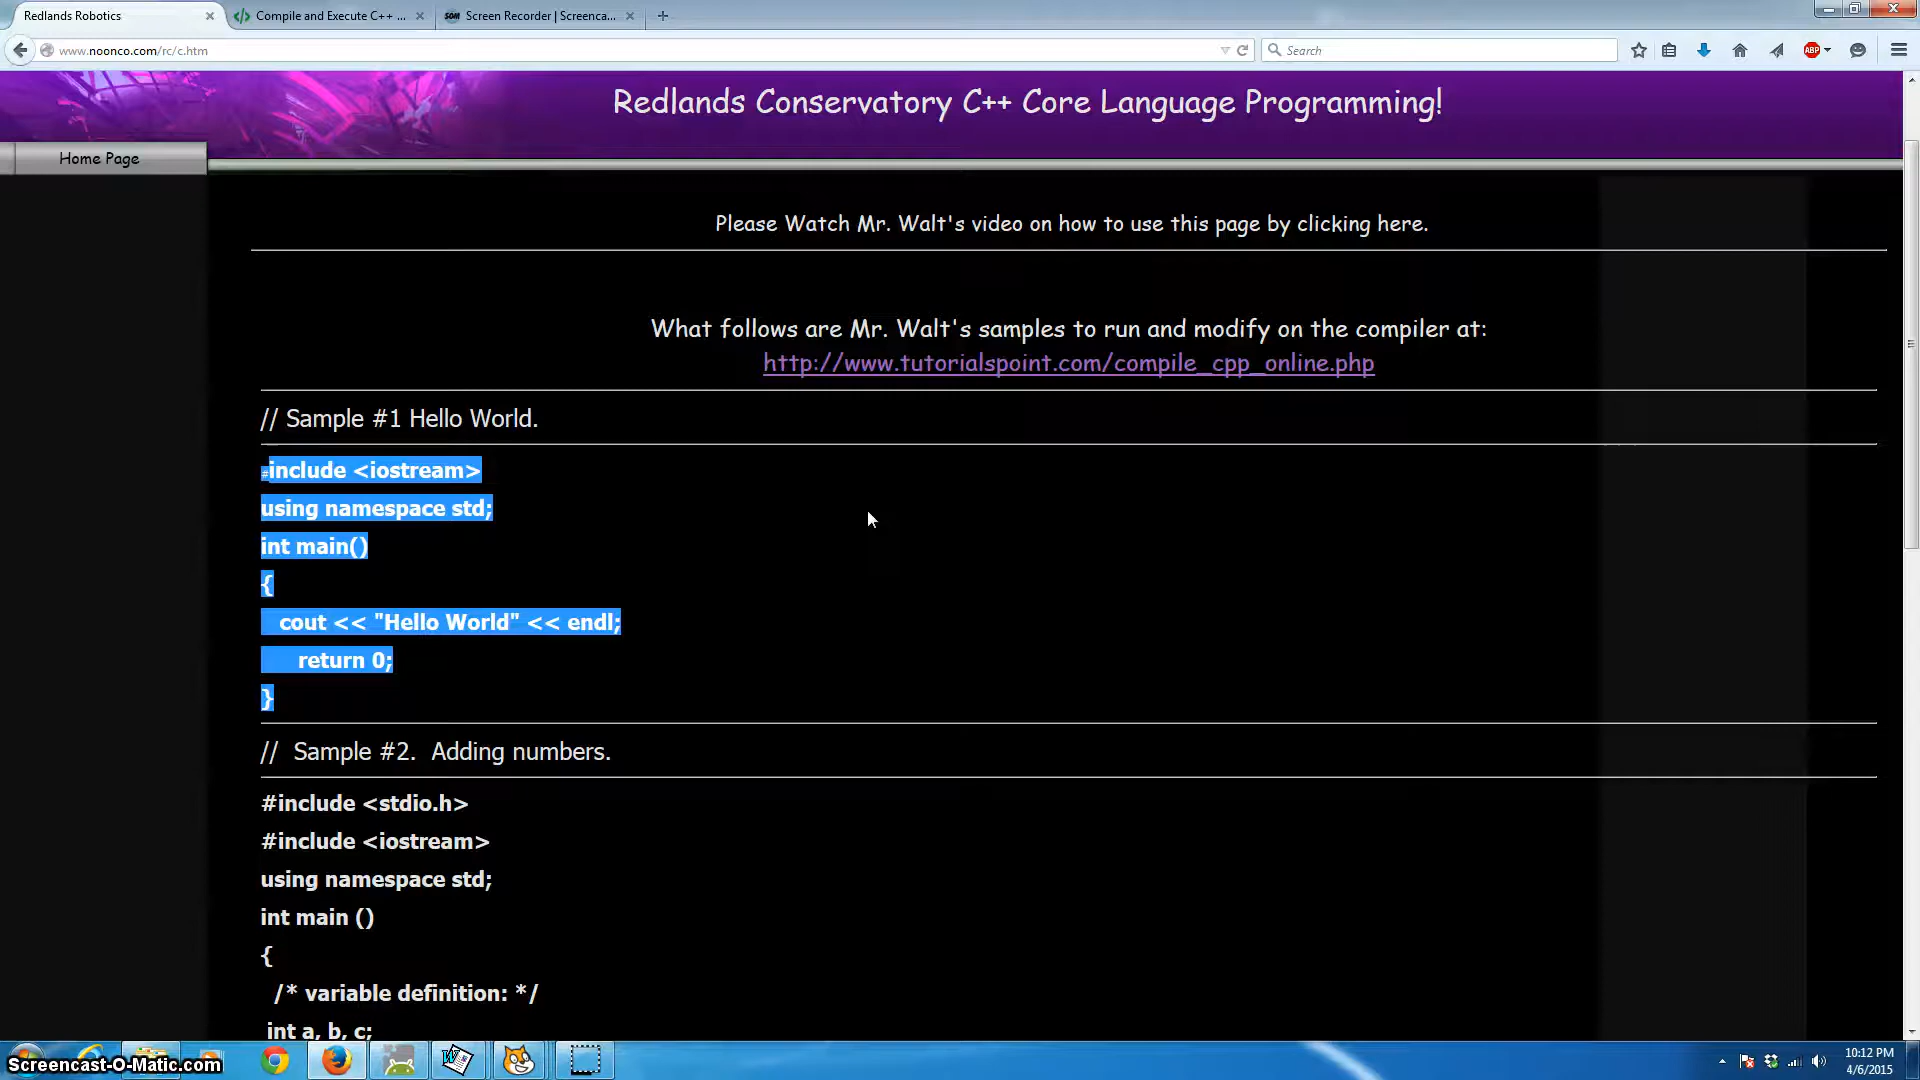 Redlands Robotics
Compile and Execute C++ ...
SOM Screen Recorder | Screenca...
www.noonco.com/rc/c.htm
Search
ABP
Redlands Conservatory C++ Core Language Programming!
Home Page
Please Watch Mr. Walt's video on how to use this page by clicking here.
What follows are Mr. Walt's samples to run and modify on the compiler at:
http://www.tutorialspoint.com/compile_cpp_online.php
// Sample #1 Hello World.
#include <iostream>
using namespace std;
int main()
{
cout << "Hello World" << endl;
return 0;
}
// Sample #2. Adding numbers.
#include <stdio.h>
#include <iostream>
using namespace std;
int main ()
{
/* variable definition: */
int a, b, c;
Screencast-O-Matic.com
10:12 PM
4/6/2015